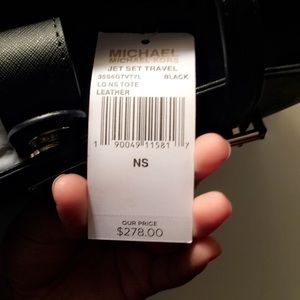 MICHAEL
MICHAEL KORS
JET SET TRAVEL
35S6GTVT7L BLACK
LG NS TOTE
LEATHER
1 90049 11581 7
NS
OUR PRICE
$278.00